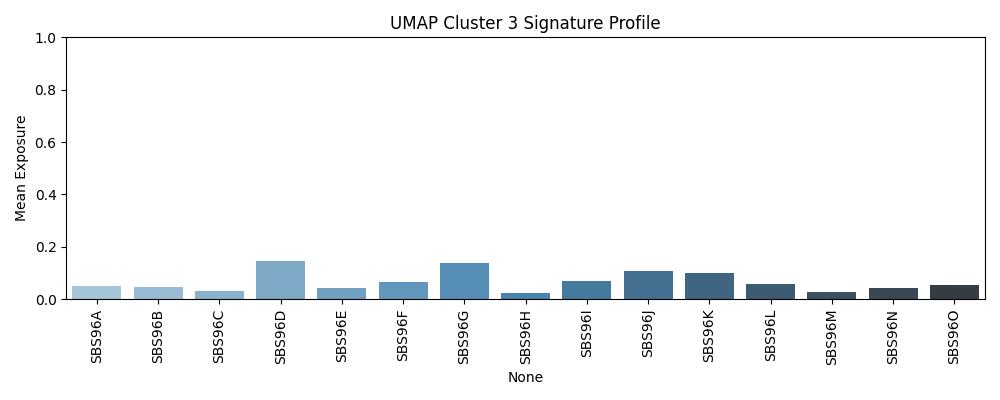 UMAP Cluster 3 Signature Profile
Mean Exposure
1.0
0.8
0.6
0.4
0.2
0.0
SBS96A
SBS96B
SBS96C
SBS96D
SBS96E
SBS96F
SBS96G
SBS96H
SBS96I
SBS96J
SBS96K
SBS96L
SBS96M
SBS96N
SBS96O
None